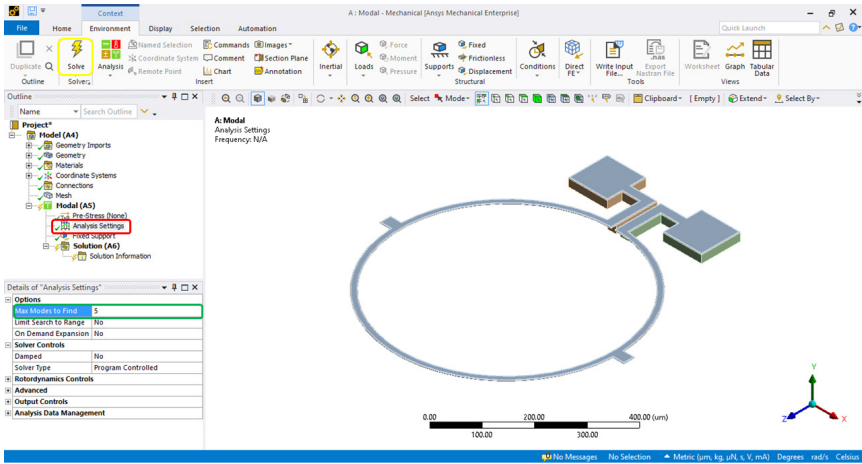 A : Modal - Mechanical [Ansys Mechanical Enterprise]
Context
File Home Environment Display Selection Automation
Quick Launch
Duplicate Q
Outline
Solve
Solver
Analysis
Named Selection
Coordinate System
Remote Point
Commands
Comment
Chart
Images
Section Plane
Annotation
Insert
Inertial
Loads
Force
Moment
Pressure
Supports
Fixed
Frictionless
Displacement
Structural
Conditions
Direct
FE
Write Input
File...
Export
Nastran File
.nas
Tools
Worksheet
Graph
Tabular
Data
Views
Outline
Name Search Outline
Select Mode Clipboard [ Empty ] Extend Select By
Project*
Model (A4)
Geometry Imports
Geometry
Materials
Coordinate Systems
Connections
Mesh
Modal (A5)
Pre-Stress (None)
Analysis Settings
Fixed Support
Solution (A6)
Solution Information
A: Modal
Analysis Settings
Frequency: N/A
Details of "Analysis Settings"
Options
Max Modes to Find 5
Limit Search to Range No
On Demand Expansion No
Solver Controls
Damped No
Solver Type Program Controlled
Rotordynamics Controls
Advanced
Output Controls
Analysis Data Management
0.00 200.00 400.00 (um)
100.00 300.00
Y
Z X
No Messages No Selection Metric (µm, kg, µN, s, V, mA) Degrees rad/s Celsius